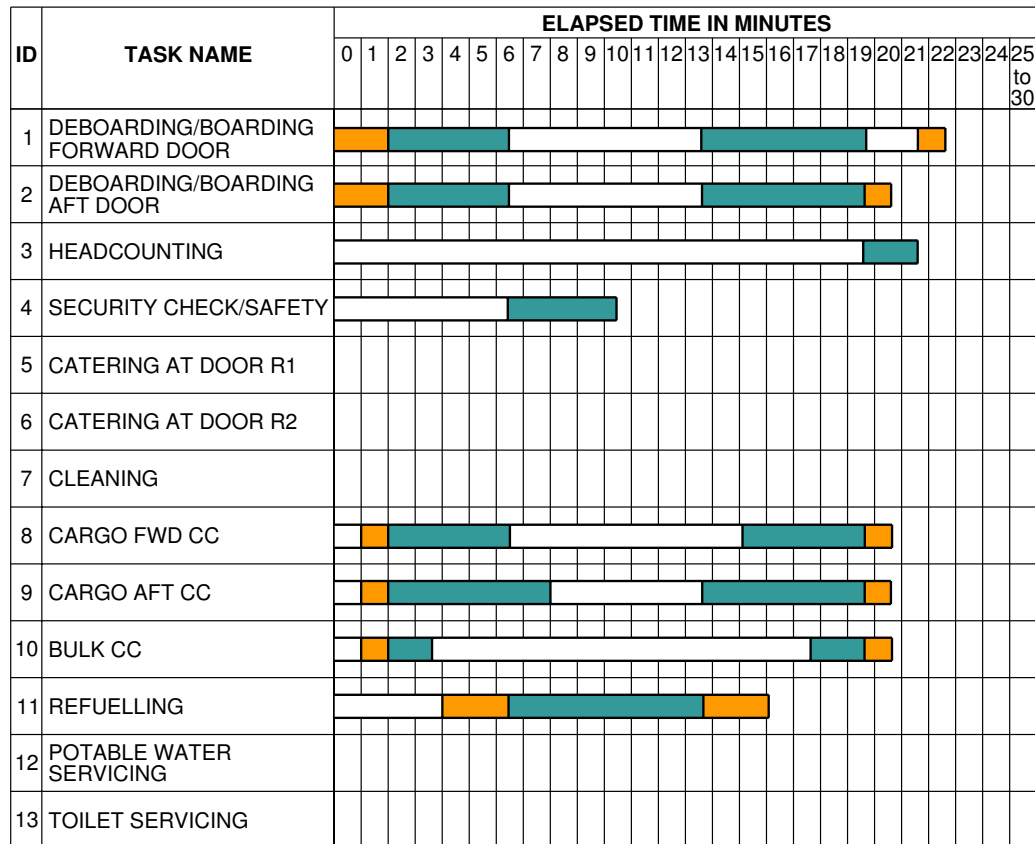 ELAPSED TIME IN MINUTES
ID TASK NAME 0 1 2 3 4 5 6 7 8 9 10 11 12 13 14 15 16 17 18 19 20 21 22 23 24 25
to
30
1 DEBOARDING/BOARDING
FORWARD DOOR
2 DEBOARDING/BOARDING
AFT DOOR
3 HEADCOUNTING
4 SECURITY CHECK/SAFETY
5 CATERING AT DOOR R1
6 CATERING AT DOOR R2
7 CLEANING
8 CARGO FWD CC
9 CARGO AFT CC
10 BULK CC
11 REFUELLING
12 POTABLE WATER
SERVICING
13 TOILET SERVICING